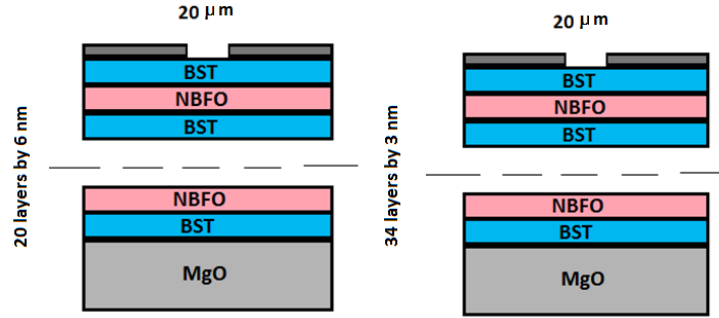 20 μm
BST
NBFO
BST
20 layers by 6 nm
NBFO
BST
MgO
20 μm
BST
NBFO
BST
34 layers by 3 nm
NBFO
BST
MgO